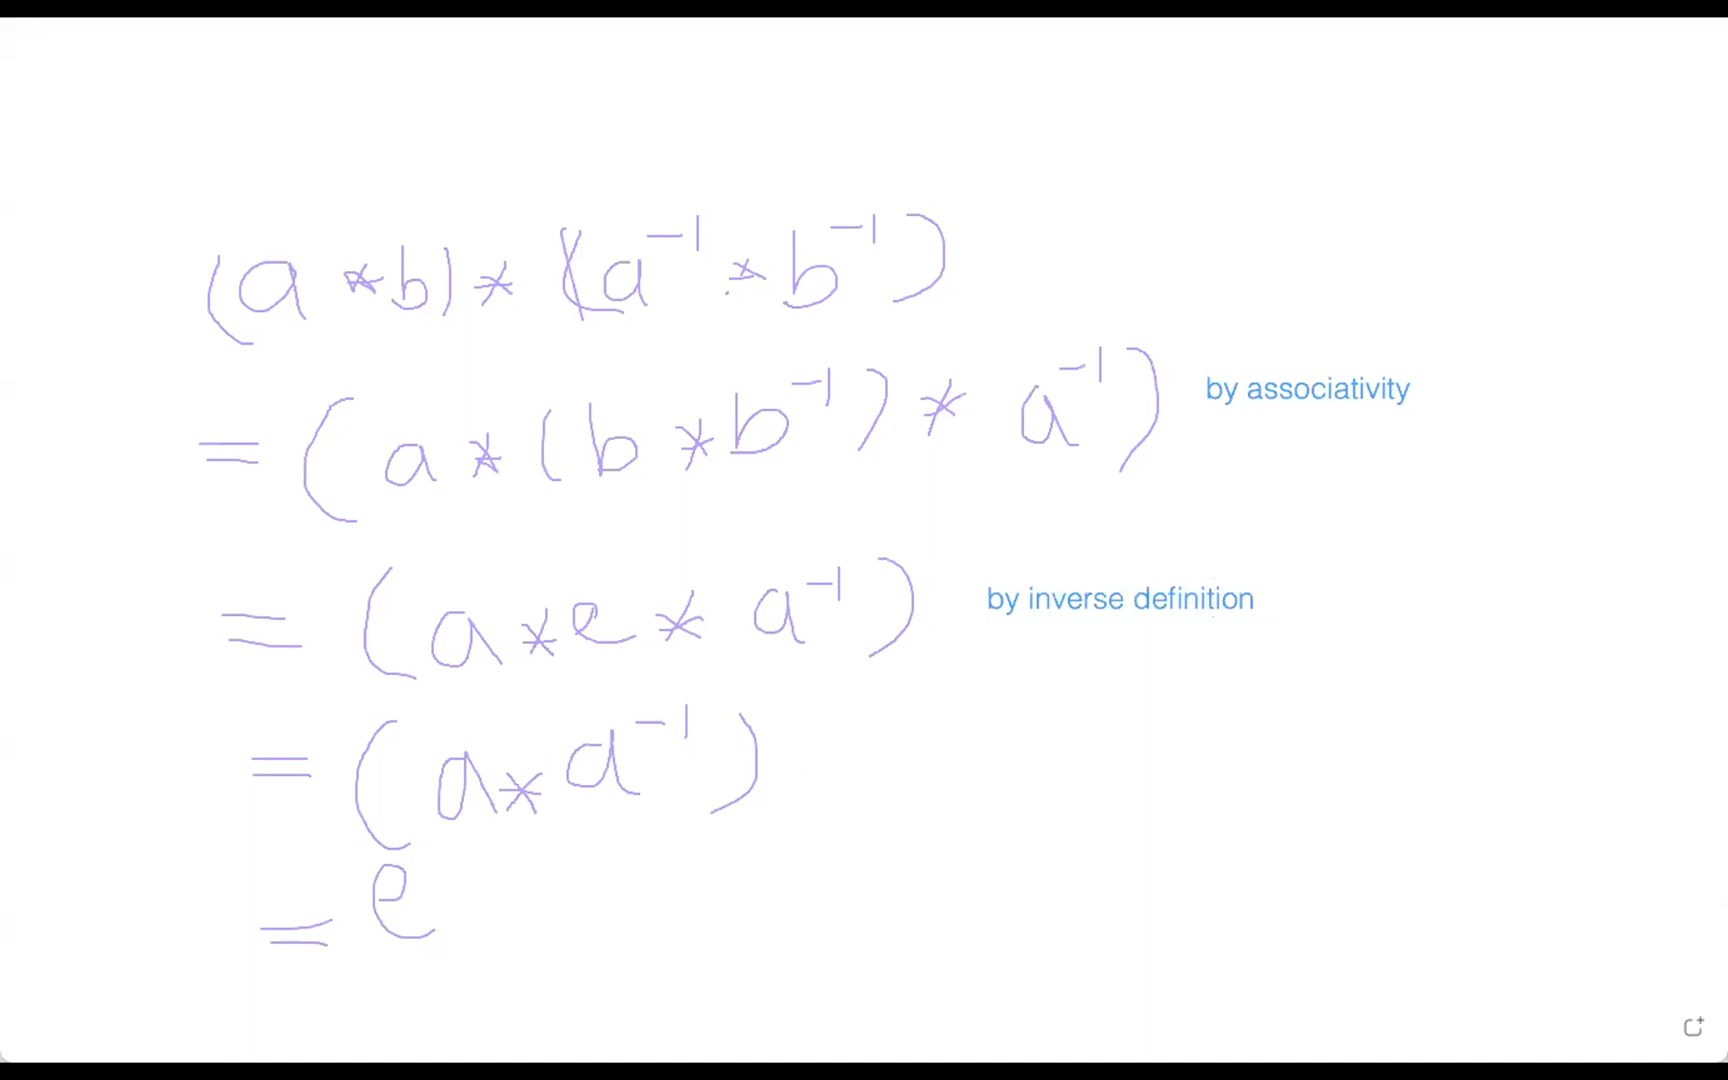 (a * b) * (a⁻¹ * b⁻¹)
= (a * (b * b⁻¹) * a⁻¹) by associativity
= (a * e * a⁻¹) by inverse definition
= (a * a⁻¹)
= e